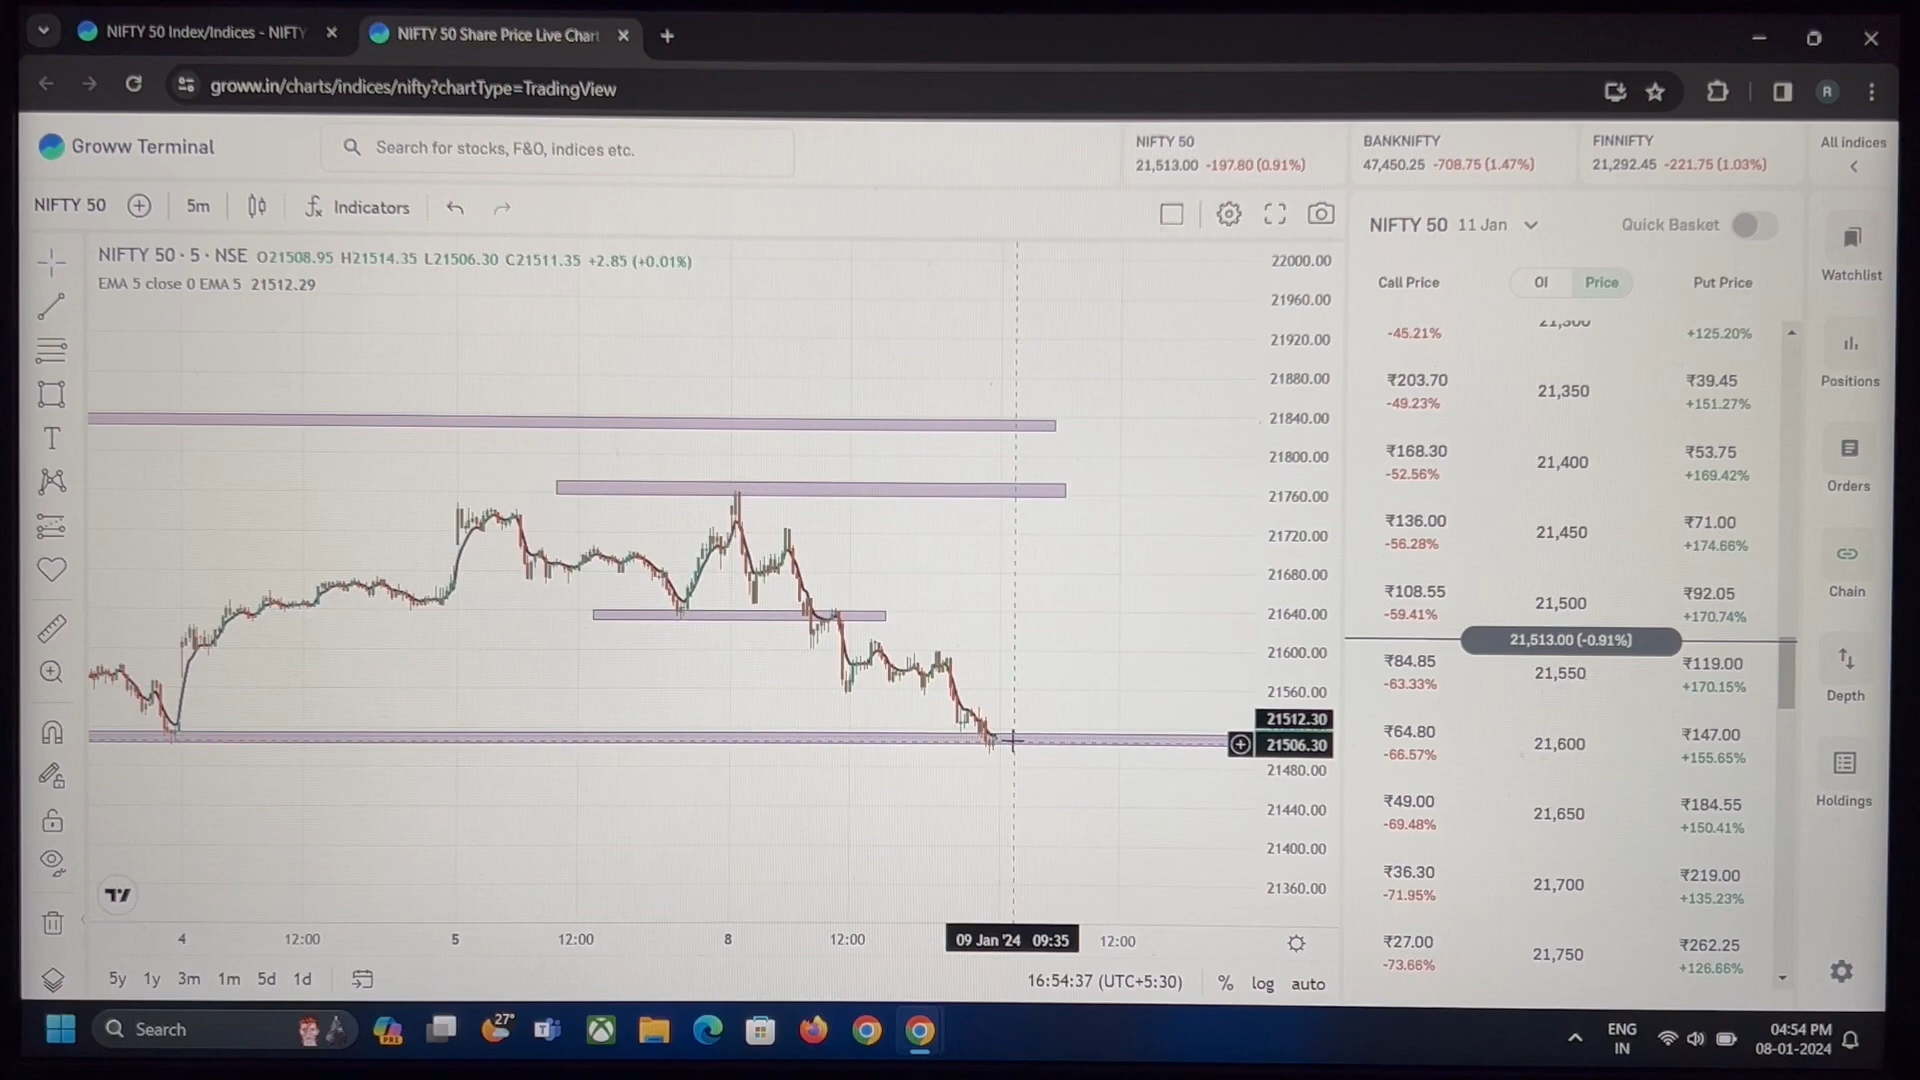 NIFTY 50 Index/Indices - NIFTY
NIFTY 50 Share Price Live Chart
groww.in/charts/indices/nifty?chartType=TradingView
R
Groww Terminal
Search for stocks, F&O, indices etc.
NIFTY 50
21,513.00 -197.80 (0.91%)
BANKNIFTY
47,450.25 -708.75 (1.47%)
FINNIFTY
21,292.45 -221.75 (1.03%)
All indices
NIFTY 50
5m
Indicators
NIFTY 50 · 5 · NSE O21508.95 H21514.35 L21506.30 C21511.35 +2.85 (+0.01%)
EMA 5 close 0 EMA 5 21512.29
22000.00
21960.00
21920.00
21880.00
21840.00
21800.00
21760.00
21720.00
21680.00
21640.00
21600.00
21560.00
21512.30
21506.30
21480.00
21440.00
21400.00
21360.00
4
12:00
5
12:00
8
12:00
09 Jan '24 09:35
12:00
5y 1y 3m 1m 5d 1d
16:54:37 (UTC+5:30)
% log auto
NIFTY 50 11 Jan
Quick Basket
Call Price
OI Price
Put Price
21,300
-45.21% +125.20%
₹203.70 21,350 ₹39.45
-49.23% +151.27%
₹168.30 21,400 ₹53.75
-52.56% +169.42%
₹136.00 21,450 ₹71.00
-56.28% +174.66%
₹108.55 21,500 ₹92.05
-59.41% +170.74%
21,513.00 (-0.91%)
₹84.85 21,550 ₹119.00
-63.33% +170.15%
₹64.80 21,600 ₹147.00
-66.57% +155.65%
₹49.00 21,650 ₹184.55
-69.48% +150.41%
₹36.30 21,700 ₹219.00
-71.95% +135.23%
₹27.00 21,750 ₹262.25
-73.66% +126.66%
Watchlist
Positions
Orders
Chain
Depth
Holdings
Search
PRE
27°
ENG
IN
04:54 PM
08-01-2024